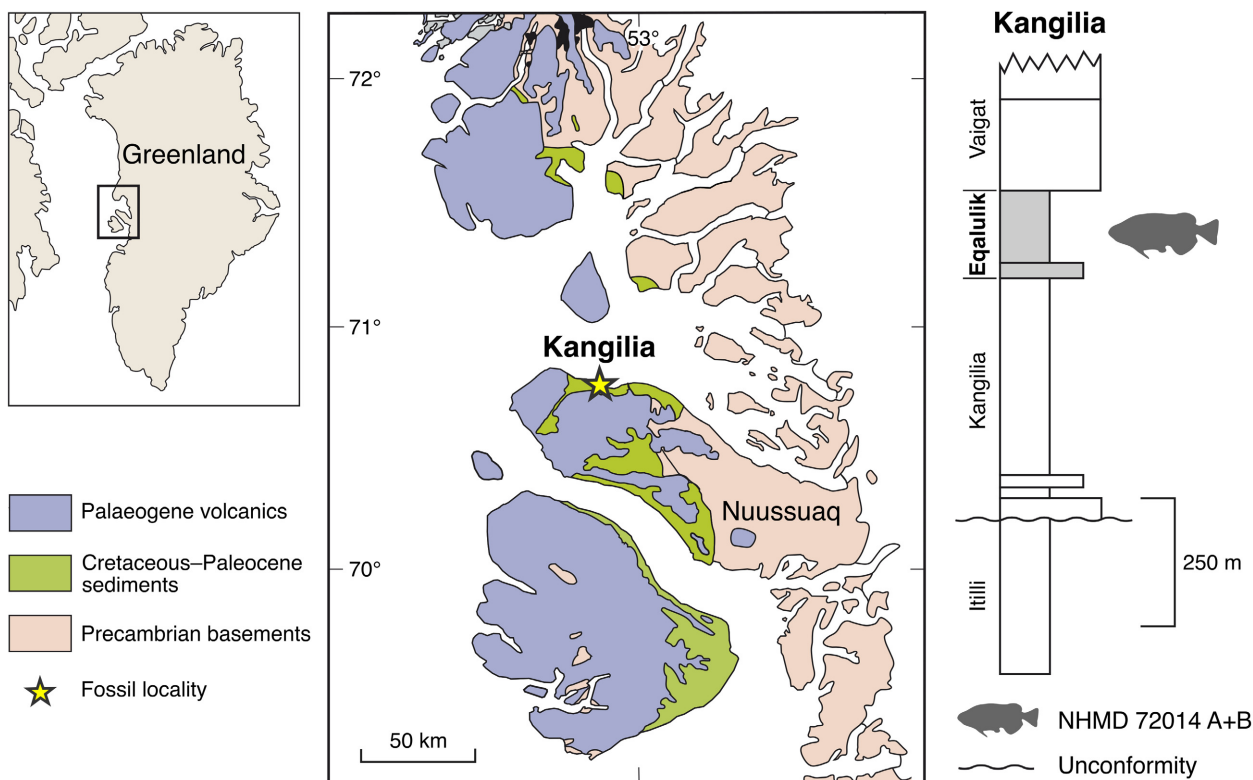 Greenland
Palaeogene volcanics
Cretaceous–Paleocene
sediments
Precambrian basements
Fossil locality
53°
72°
71°
70°
Kangilia
Nuussuaq
50 km
Kangilia
Vaigat
Eqalulik
Kangilia
Itilli
250 m
NHMD 72014 A+B
Unconformity